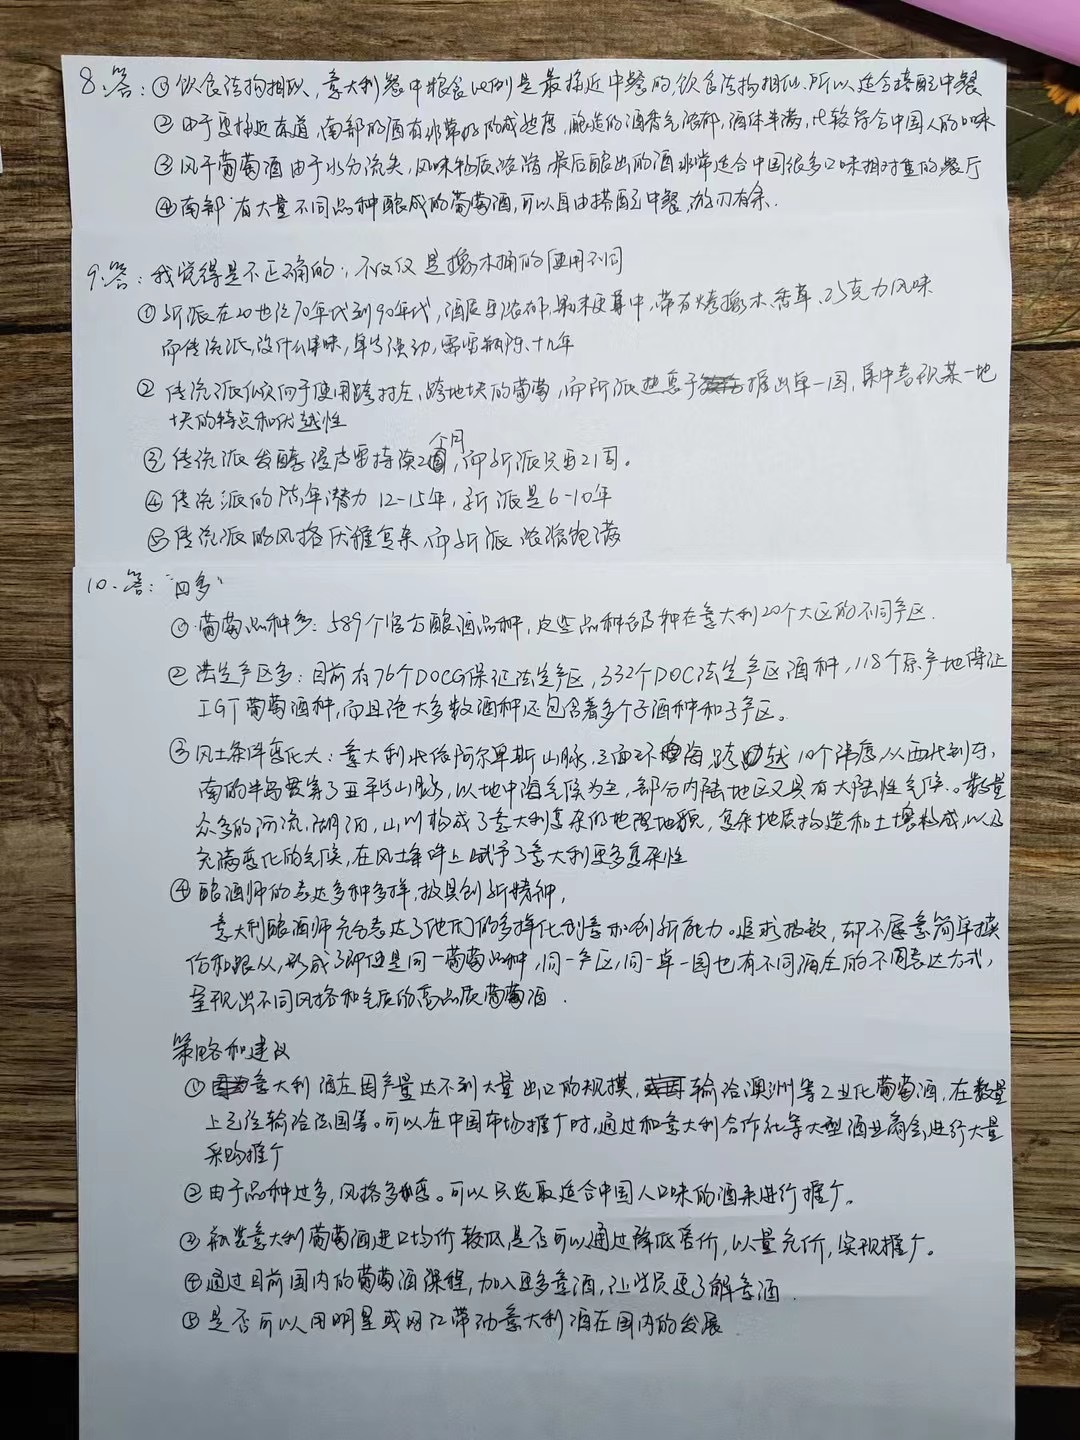 8.答：①饮食结构相似，意大利餐中粮食比例是最接近中餐的，饮食结构相似，所以适合搭配中餐
②由于更接近赤道，南部的酒有非常好的成熟度，酿造的酒香气浓郁，酒体丰满，比较符合中国人的口味
③风干葡萄酒由于水分流失，风味物质浓缩，最后酿出的酒非常适合中国很多口味相对重的餐厅
④南部有大量不同品种酿成的葡萄酒，可以自由搭配中餐，游刃有余.
9.答：我觉得是不正确的，不仅仅是橡木桶的使用不同
①新派在20世纪70年代到90年代，酒更浓郁，果味更集中，带有烤橡木、香草、巧克力风味
而传统派，没什么果味，单宁强劲，需要瓶陈十几年
②传统派倾向于使用跨村庄、跨地块的葡萄，而新派热衷于推出单一园，集中表现某一地
块的特点和优越性
③传统派发酵浸渍需持续2个月，而新派只要21周。
④传统派的陈年潜力12-15年，新派是6-10年
⑤传统派的风格优雅复杂，而新派浓缩饱满
10.答：“四多”
①葡萄品种多：589个官方酿酒品种，这些品种各种在意大利20个大区的不同产区.
②法定产区多：目前有76个DOCG保证法定产区，332个DOC法定产区酒种，118个原产地保证
IGT葡萄酒种，而且绝大多数酒种还包含着多个子酒种和子产区。
③风土条件变化大：意大利北依阿尔卑斯山脉，三面环海，跨越10个纬度，从西北到东，
南的半岛贯穿了亚平宁山脉，以地中海气候为主，部分内陆地区又具有大陆性气候。数量
众多的河流、湖泊，山川构成了意大利复杂的地理地貌，复杂地质构造和土壤构成，以及
充满变化的气候，在风土条件上赋予了意大利更多复杂性
④酿酒师的表达多种多样，极具创新精神，
意大利酿酒师充分表达了他们的多样化创意和创新能力。追求极致，却不愿意简单模
仿和跟从，形成了即便是同一葡萄品种，同一产区，同一单一园也有不同酒庄的不同表达方式，
呈现出不同风格和气质的高品质葡萄酒.
策略和建议
①意大利酒庄因产量达不到大量出口的规模，输给澳洲等工业化葡萄酒，在数量
上已经输给法国等。可以在中国市场推广时，通过和意大利合作社等大型酒业商会，进行大量
采购推广
②由于品种过多，风格多变。可以只选取适合中国人口味的酒来进行推广。
③瓶装意大利葡萄酒进口均价较低，是否可以通过降低售价，以量充价，实现推广。
④通过目前国内的葡萄酒课程，加入更多意酒，让学员更了解意酒.
⑤是否可以用明星或网红带动意大利酒在国内的发展